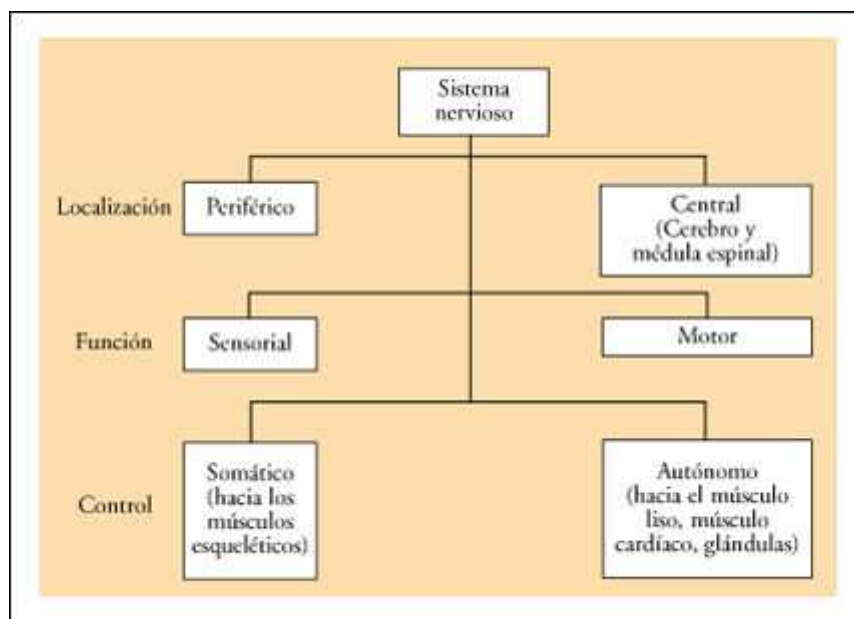 Sistema
nervioso
Localización
Periférico
Central
(Cerebro y
médula espinal)
Función
Sensorial
Motor
Control
Somático
(hacia los
músculos
esqueléticos)
Autónomo
(hacia el músculo
liso, músculo
cardíaco, glándulas)